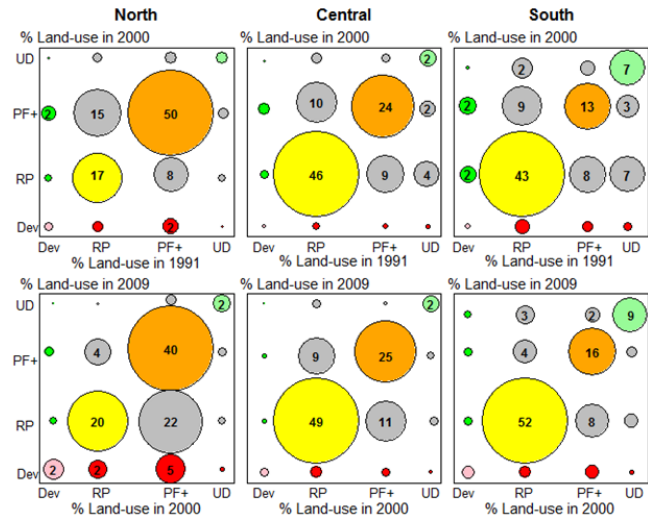 North Central South
% Land-use in 2000 % Land-use in 2000 % Land-use in 2000
UD 2 2 7
PF+ 2 15 50 10 24 2 2 9 13 3
RP 17 8 46 9 4 2 43 8 7
Dev 2
Dev RP PF+ UD Dev RP PF+ UD Dev RP PF+ UD
% Land-use in 1991 % Land-use in 1991 % Land-use in 1991
% Land-use in 2009 % Land-use in 2009 % Land-use in 2009
UD 2 2 3 2 9
PF+ 4 40 9 25 4 16
RP 20 22 49 11 52 8
Dev 2 2 5
Dev RP PF+ UD Dev RP PF+ UD Dev RP PF+ UD
% Land-use in 2000 % Land-use in 2000 % Land-use in 2000